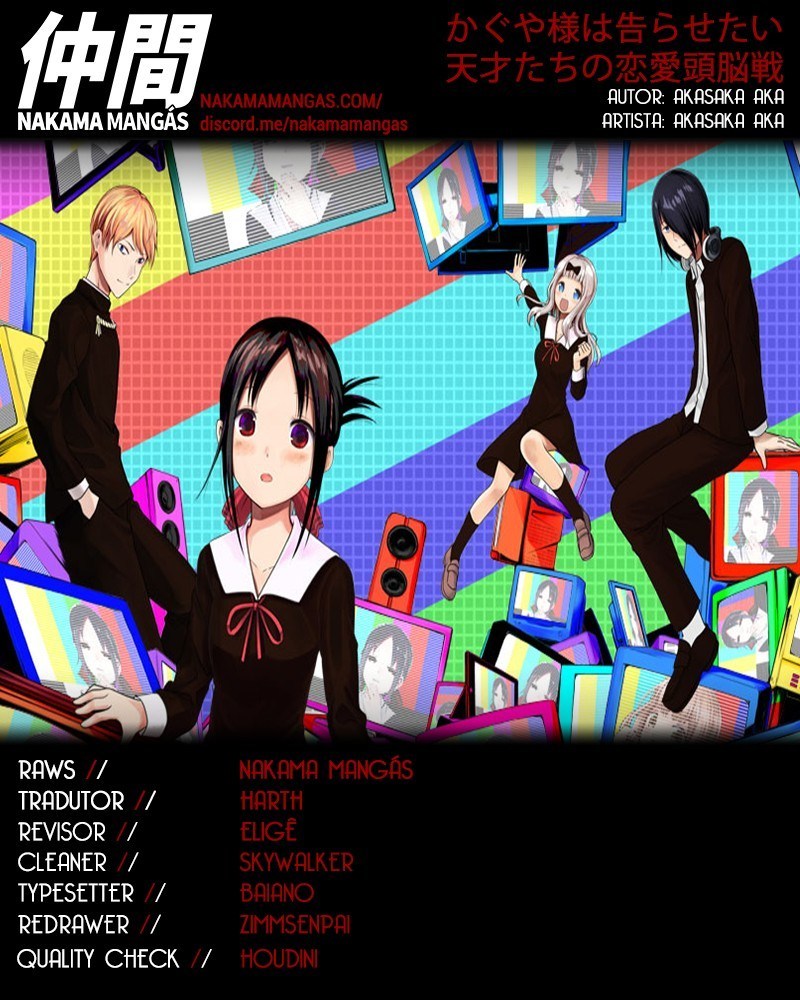 仲間
NAKAMA MANGÁS
NAKAMAMANGAS.COM/
discord.me/nakamamangas
かぐや様は告らせたい
天才たちの恋愛頭脳戦
AUTOR: AKASAKA AKA
ARTISTA: AKASAKA AKA
RAWS // NAKAMA MANGÁS
TRADUTOR // HARTH
REVISOR // ELIGÊ
CLEANER // SKYWALKER
TYPESETTER // BAIANO
REDRAWER // ZIMMSENPAI
QUALITY CHECK // HOUDINI